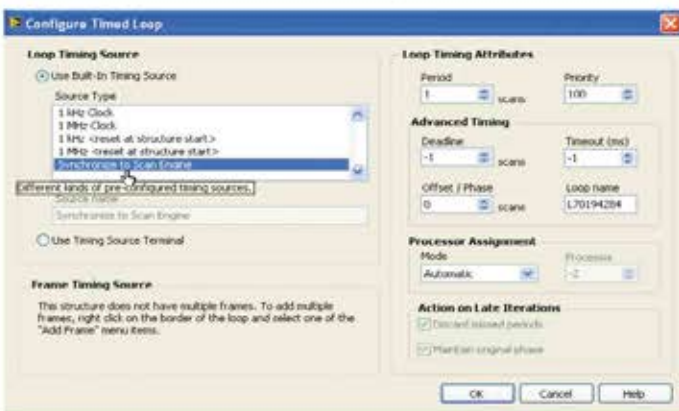 Configure Timed Loop
Loop Timing Source
Use Built-In Timing Source
Source Type
1 kHz Clock
1 MHz Clock
1 kHz <reset at structure start>
1 MHz <reset at structure start>
Synchronize to Scan Engine
Different kinds of pre-configured timing sources.
Source name
Synchronize to Scan Engine
Use Timing Source Terminal
Frame Timing Source
This structure does not have multiple frames. To add multiple
frames, right click on the border of the loop and select one of the
"Add Frame" menu items.
Loop Timing Attributes
Period
1
scans
Priority
100
Advanced Timing
Deadline
-1
scans
Timeout (ms)
-1
Offset / Phase
0
scans
Loop name
L70194284
Processor Assignment
Mode
Automatic
Processor
-2
Action on Late Iterations
Discard missed periods
Maintain original phase
OK
Cancel
Help